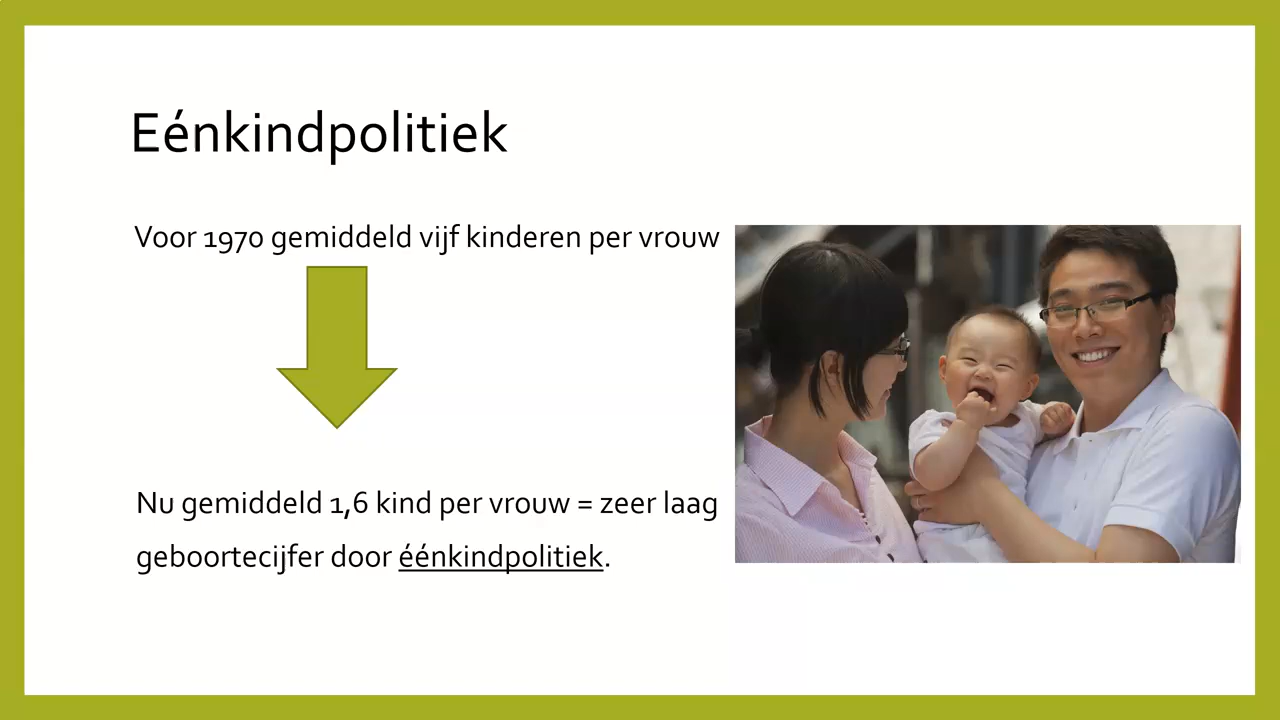 Eénkindpolitiek
Voor 1970 gemiddeld vijf kinderen per vrouw
Nu gemiddeld 1,6 kind per vrouw = zeer laag
geboortecijfer door éénkindpolitiek.